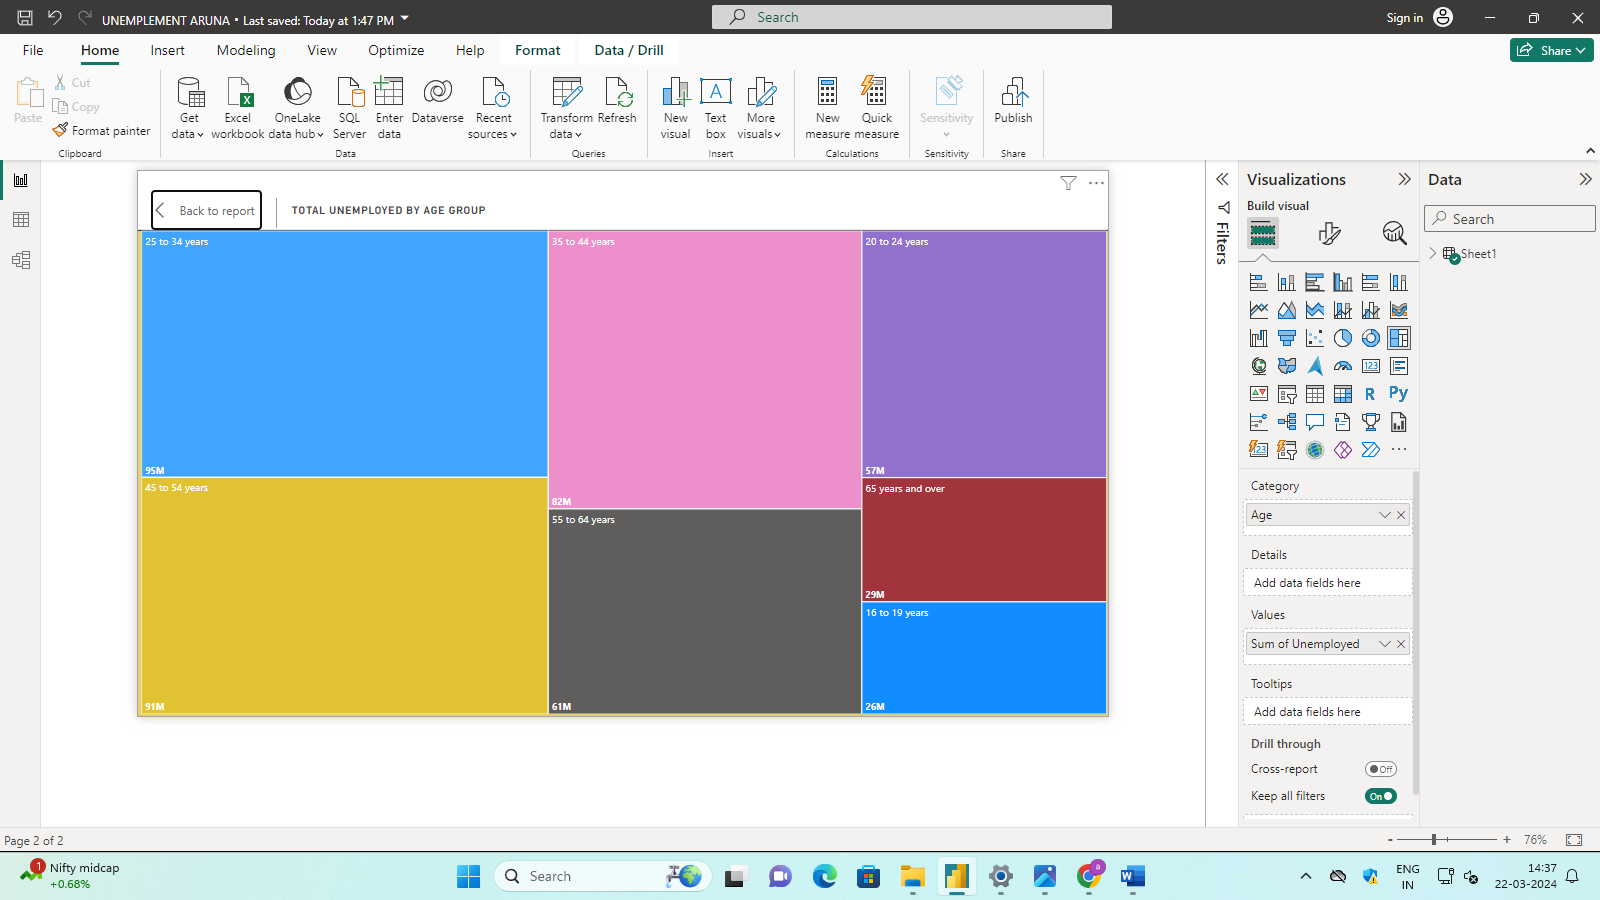 UNEMPLEMENT ARUNA • Last saved: Today at 1:47 PM
Search
Sign in
File Home Insert Modeling View Optimize Help Format Data / Drill
Share
Paste
Cut
Copy
Format painter
Clipboard
Get data
Excel workbook
OneLake data hub
SQL Server
Enter data
Dataverse
Recent sources
Data
Transform data
Refresh
Queries
New visual
Text box
More visuals
Insert
New measure
Quick measure
Calculations
Sensitivity
Sensitivity
Publish
Share
Back to report
TOTAL UNEMPLOYED BY AGE GROUP
25 to 34 years
95M
45 to 54 years
91M
35 to 44 years
82M
55 to 64 years
61M
20 to 24 years
57M
65 years and over
29M
16 to 19 years
26M
Filters
Visualizations
Build visual
123
R
Py
123
Category
Age
Details
Add data fields here
Values
Sum of Unemployed
Tooltips
Add data fields here
Drill through
Cross-report
Off
Keep all filters
On
Data
Search
Sheet1
Page 2 of 2
- + 76%
1
Nifty midcap
+0.68%
Search
a
W
ENG
IN
14:37
22-03-2024